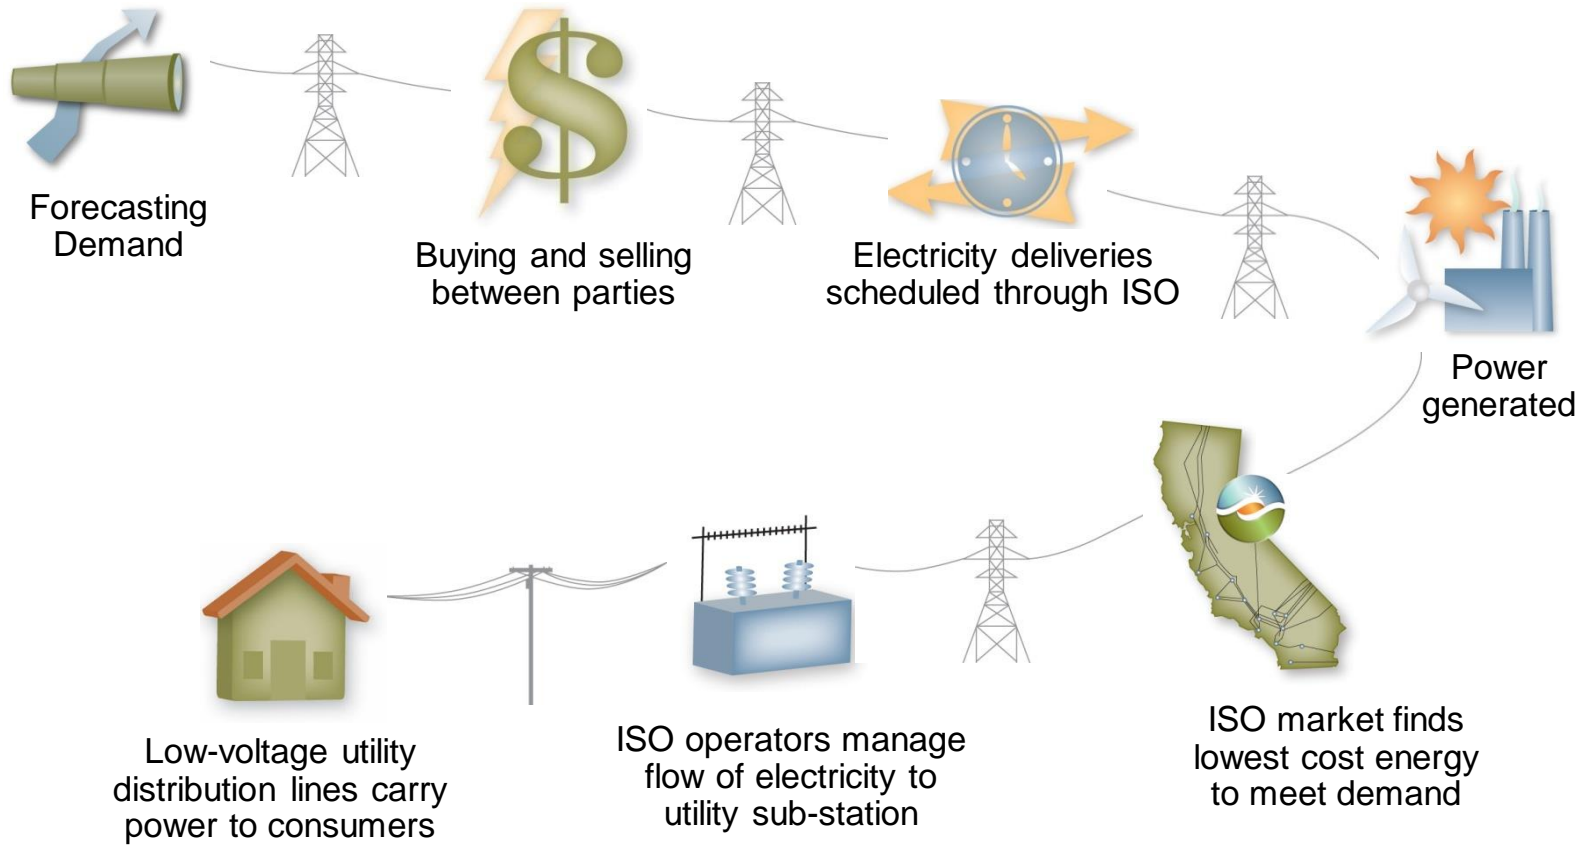 Forecasting
Demand
Buying and selling
between parties
Electricity deliveries
scheduled through ISO
Power
generated
ISO market finds
lowest cost energy
to meet demand
ISO operators manage
flow of electricity to
utility sub-station
Low-voltage utility
distribution lines carry
power to consumers